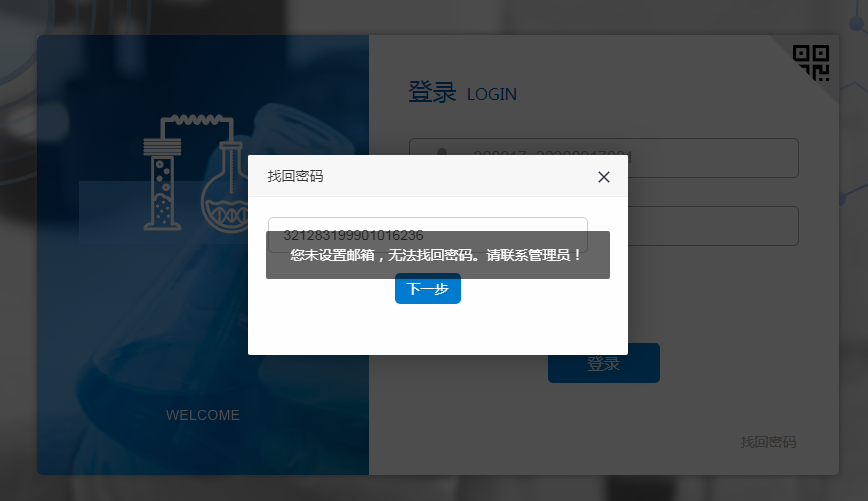 登录 LOGIN
找回密码
321283199901016236
您未设置邮箱，无法找回密码。请联系管理员！
下一步
登录
WELCOME
找回密码